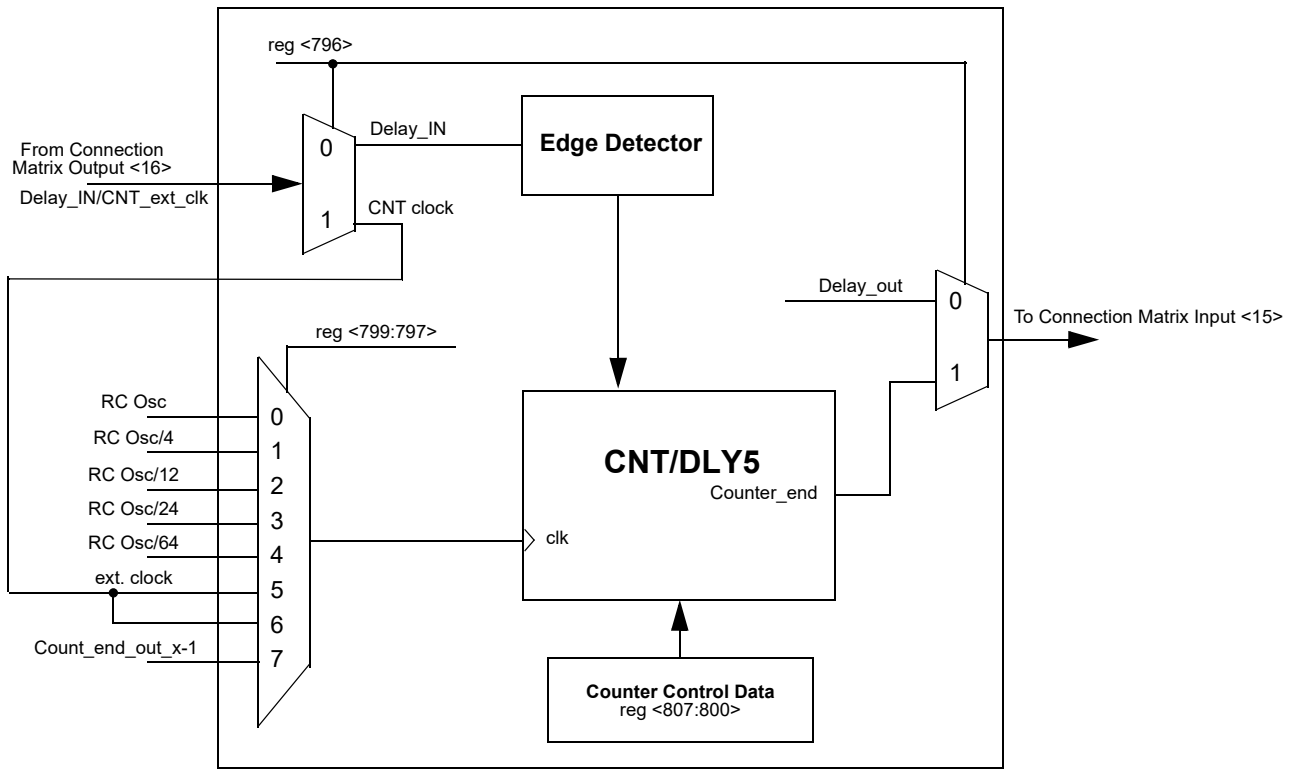 reg <796>
From Connection
Matrix Output <16>
Delay_IN/CNT_ext_clk
0
1
Delay_IN
CNT clock
Edge Detector
Delay_out
0
1
To Connection Matrix Input <15>
reg <799:797>
RC Osc
RC Osc/4
RC Osc/12
RC Osc/24
RC Osc/64
ext. clock
Count_end_out_x-1
0
1
2
3
4
5
6
7
CNT/DLY5
Counter_end
clk
Counter Control Data
reg <807:800>